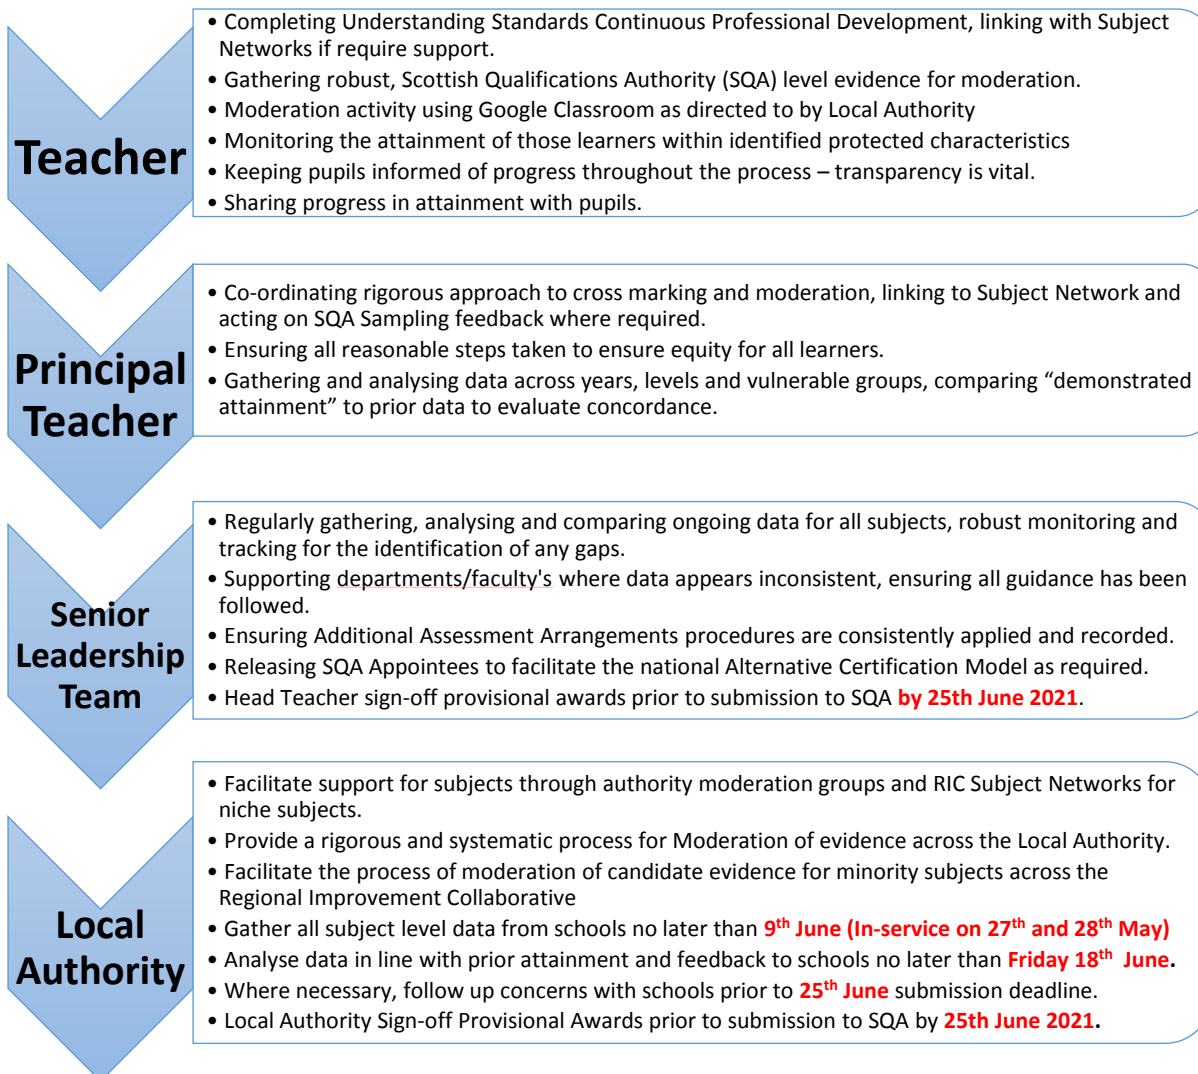 Teacher
• Completing Understanding Standards Continuous Professional Development, linking with Subject
Networks if require support.
• Gathering robust, Scottish Qualifications Authority (SQA) level evidence for moderation.
• Moderation activity using Google Classroom as directed to by Local Authority
• Monitoring the attainment of those learners within identified protected characteristics
• Keeping pupils informed of progress throughout the process – transparency is vital.
• Sharing progress in attainment with pupils.
Principal
Teacher
• Co-ordinating rigorous approach to cross marking and moderation, linking to Subject Network and
acting on SQA Sampling feedback where required.
• Ensuring all reasonable steps taken to ensure equity for all learners.
• Gathering and analysing data across years, levels and vulnerable groups, comparing “demonstrated
attainment” to prior data to evaluate concordance.
Senior
Leadership
Team
• Regularly gathering, analysing and comparing ongoing data for all subjects, robust monitoring and
tracking for the identification of any gaps.
• Supporting departments/faculty's where data appears inconsistent, ensuring all guidance has been
followed.
• Ensuring Additional Assessment Arrangements procedures are consistently applied and recorded.
• Releasing SQA Appointees to facilitate the national Alternative Certification Model as required.
• Head Teacher sign-off provisional awards prior to submission to SQA by 25th June 2021.
Local
Authority
• Facilitate support for subjects through authority moderation groups and RIC Subject Networks for
niche subjects.
• Provide a rigorous and systematic process for Moderation of evidence across the Local Authority.
• Facilitate the process of moderation of candidate evidence for minority subjects across the
Regional Improvement Collaborative
• Gather all subject level data from schools no later than 9th June (In-service on 27th and 28th May)
• Analyse data in line with prior attainment and feedback to schools no later than Friday 18th June.
• Where necessary, follow up concerns with schools prior to 25th June submission deadline.
• Local Authority Sign-off Provisional Awards prior to submission to SQA by 25th June 2021.